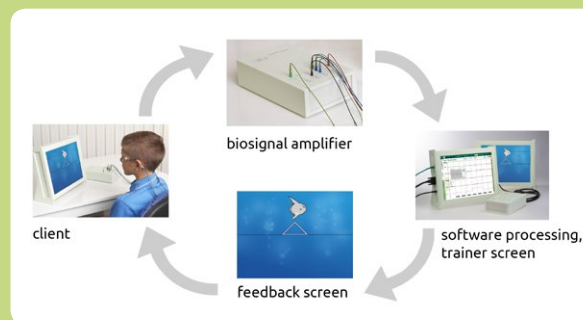 biosignal amplifier
client
software processing,
trainer screen
feedback screen